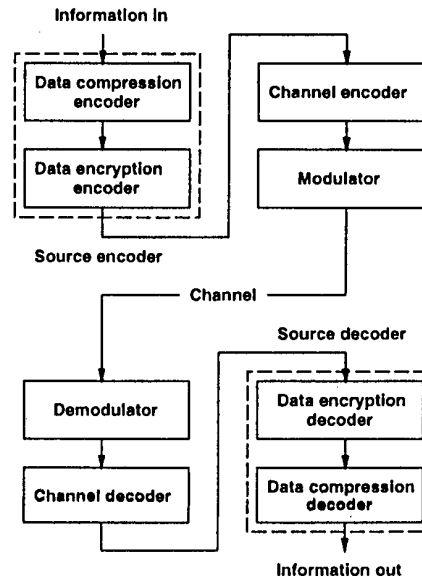 Information in
Data compression
encoder
Data encryption
encoder
Source encoder
Channel encoder
Modulator
Channel
Demodulator
Channel decoder
Source decoder
Data encryption
decoder
Data compression
decoder
Information out